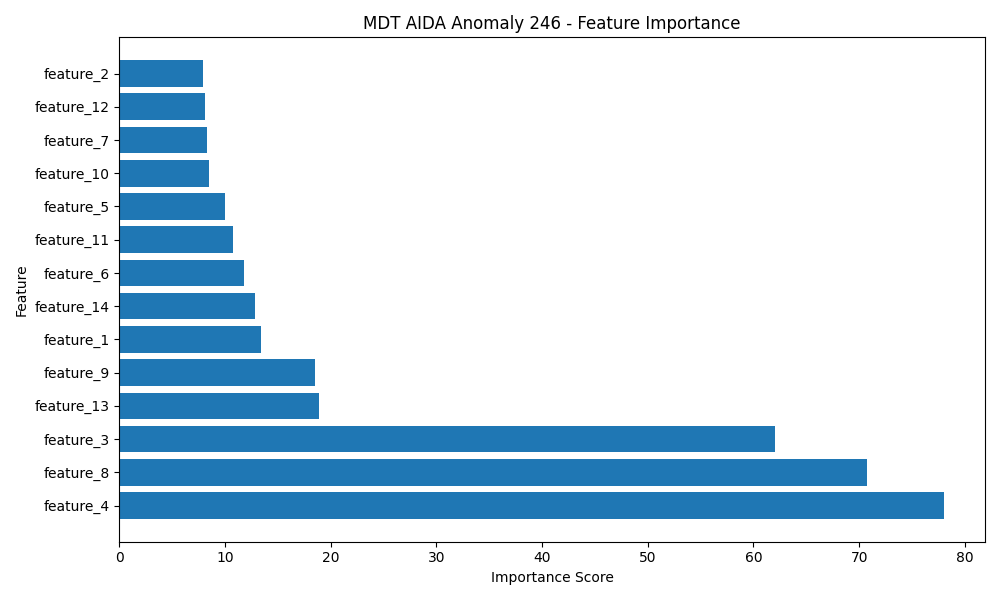 MDT AIDA Anomaly 246 - Feature Importance
feature_2
feature_12
feature_7
feature_10
feature_5
feature_11
feature_6
feature_14
feature_1
feature_9
feature_13
feature_3
feature_8
feature_4
Feature
0 10 20 30 40 50 60 70 80
Importance Score